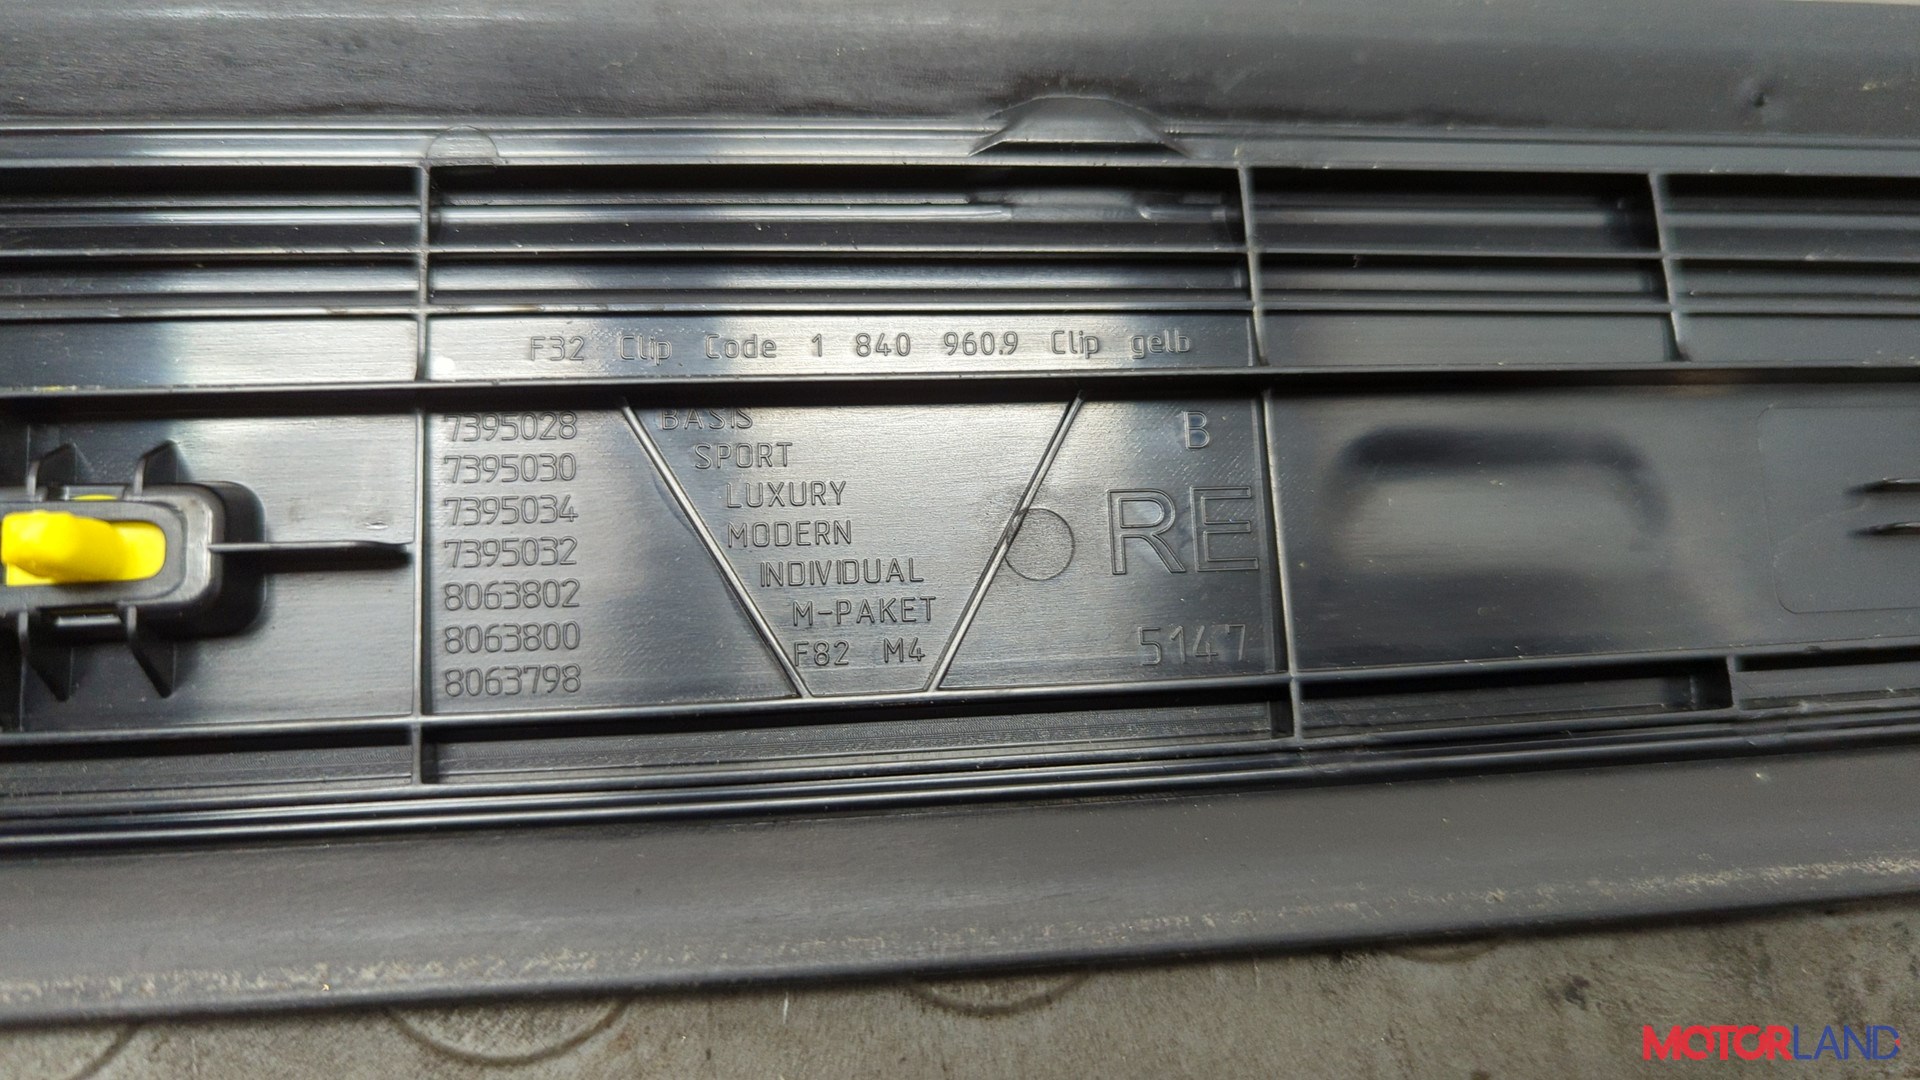 F32 Clip Code 1 840 960.9 Clip gelb
7395028 BASIS B
7395030 SPORT
7395034 LUXURY RE
7395032 MODERN
8063802 INDIVIDUAL
8063800 M-PAKET 5147
8063798 F82 M4
MOTORLAND